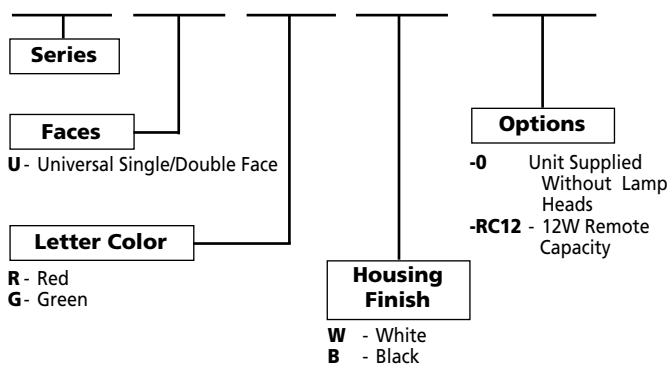 Series
Faces
U - Universal Single/Double Face
Letter Color
R - Red
G - Green
Housing
Finish
W - White
B - Black
Options
-0 Unit Supplied
Without Lamp
Heads
-RC12 - 12W Remote
Capacity